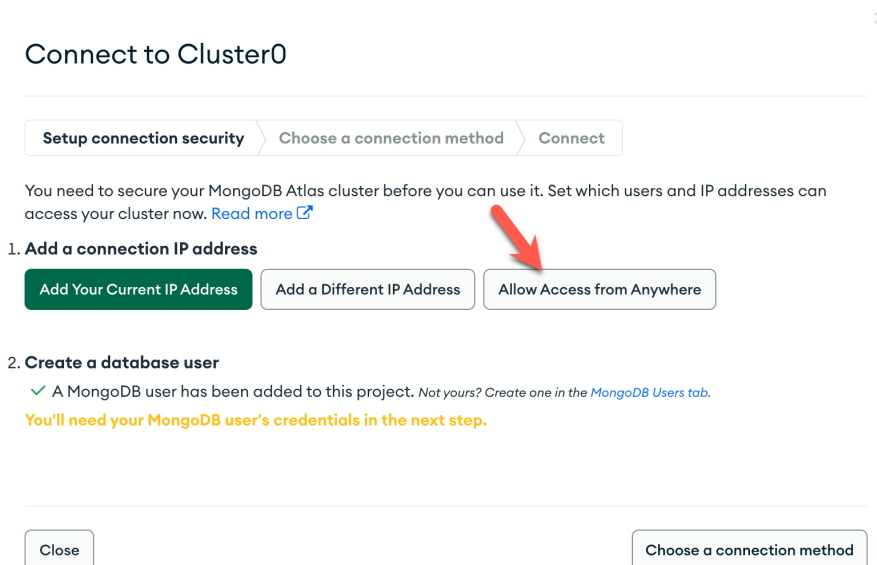 Connect to Cluster0
Setup connection security
Choose a connection method
Connect
You need to secure your MongoDB Atlas cluster before you can use it. Set which users and IP addresses can
access your cluster now. Read more
1. Add a connection IP address
Add Your Current IP Address
Add a Different IP Address
Allow Access from Anywhere
2. Create a database user
A MongoDB user has been added to this project. Not yours? Create one in the MongoDB Users tab.
You'll need your MongoDB user's credentials in the next step.
Close
Choose a connection method